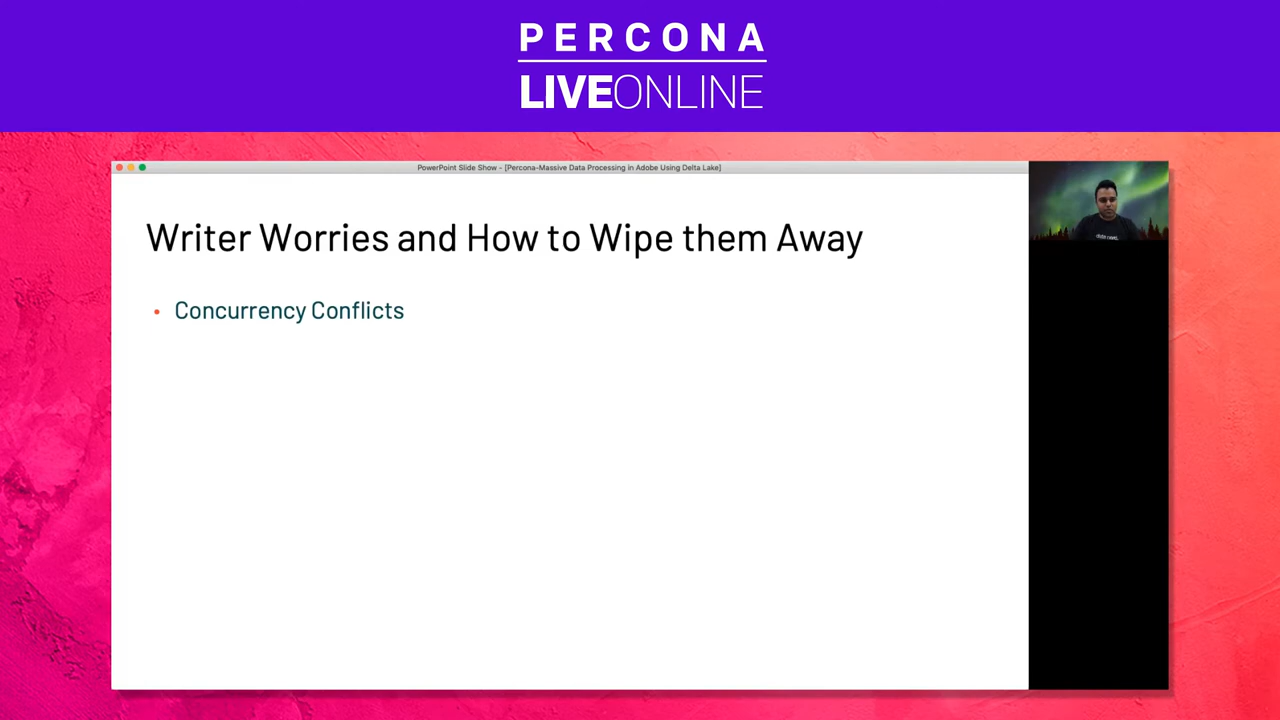 PERCONA
LIVEONLINE
PowerPoint Slide Show - [Percona-Massive Data Processing in Adobe Using Delta Lake]
Writer Worries and How to Wipe them Away
• Concurrency Conflicts